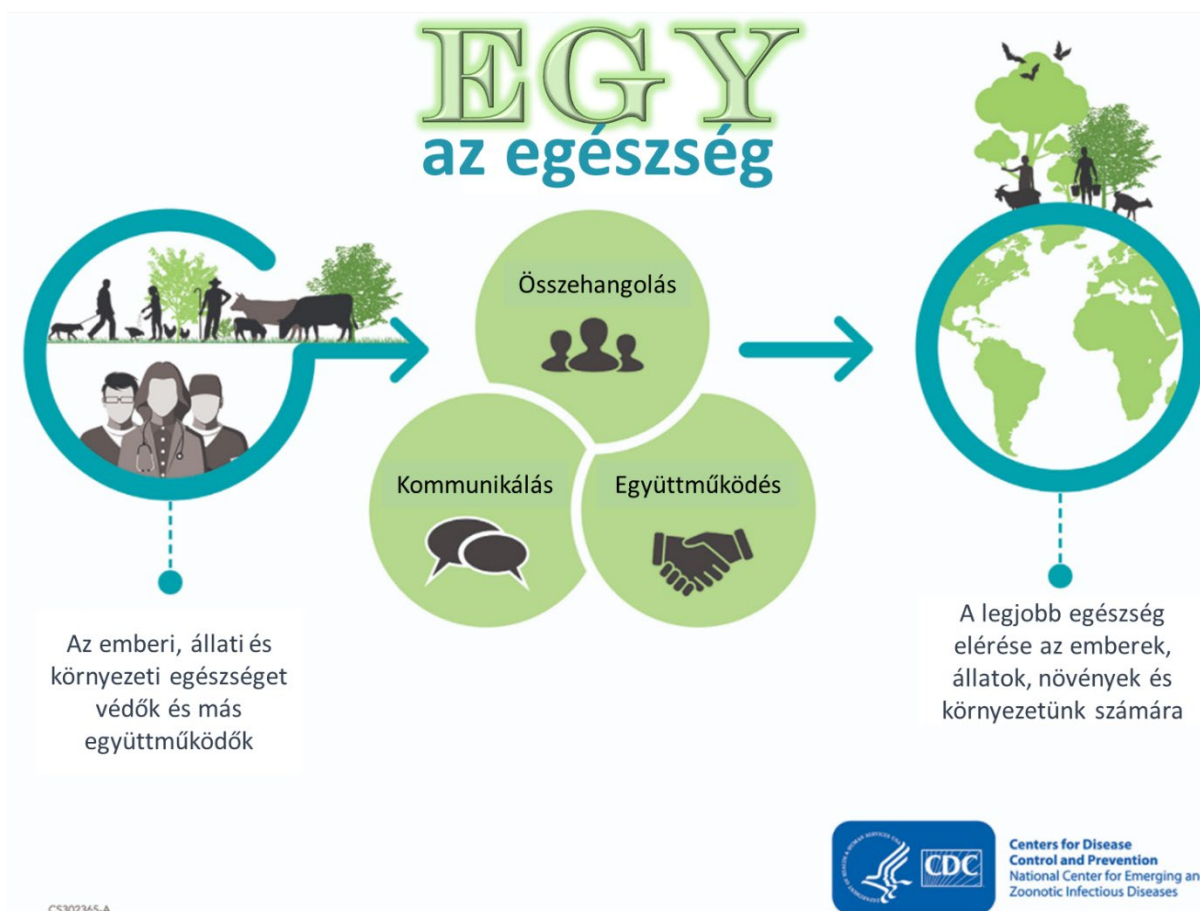 EGY
az egészség
Összehangolás
Kommunikálás
Együttműködés
Az emberi, állati és
környezeti egészséget
védők és más
együttműködők
A legjobb egészség
elérése az emberek,
állatok, növények és
környezetünk számára
CDC
Centers for Disease
Control and Prevention
National Center for Emerging an
Zoonotic Infectious Diseases
CS302365-A